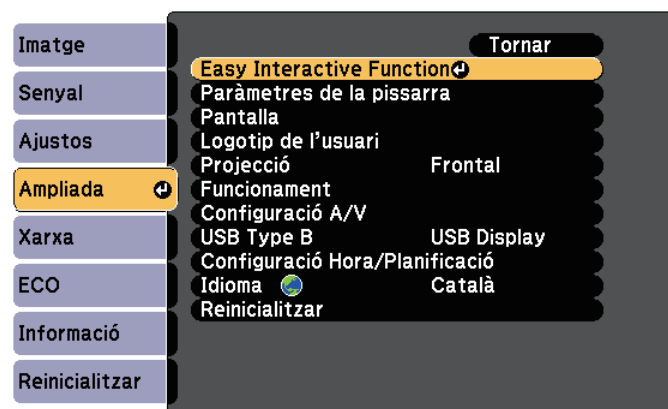 Imatge
Senyal
Ajustos
Ampliada
Xarxa
ECO
Informació
Reinicialitzar
Tornar
Easy Interactive Function
Paràmetres de la pissarra
Pantalla
Logotip de l'usuari
Projecció Frontal
Funcionament
Configuració A/V
USB Type B USB Display
Configuració Hora/Planificació
Idioma Català
Reinicialitzar